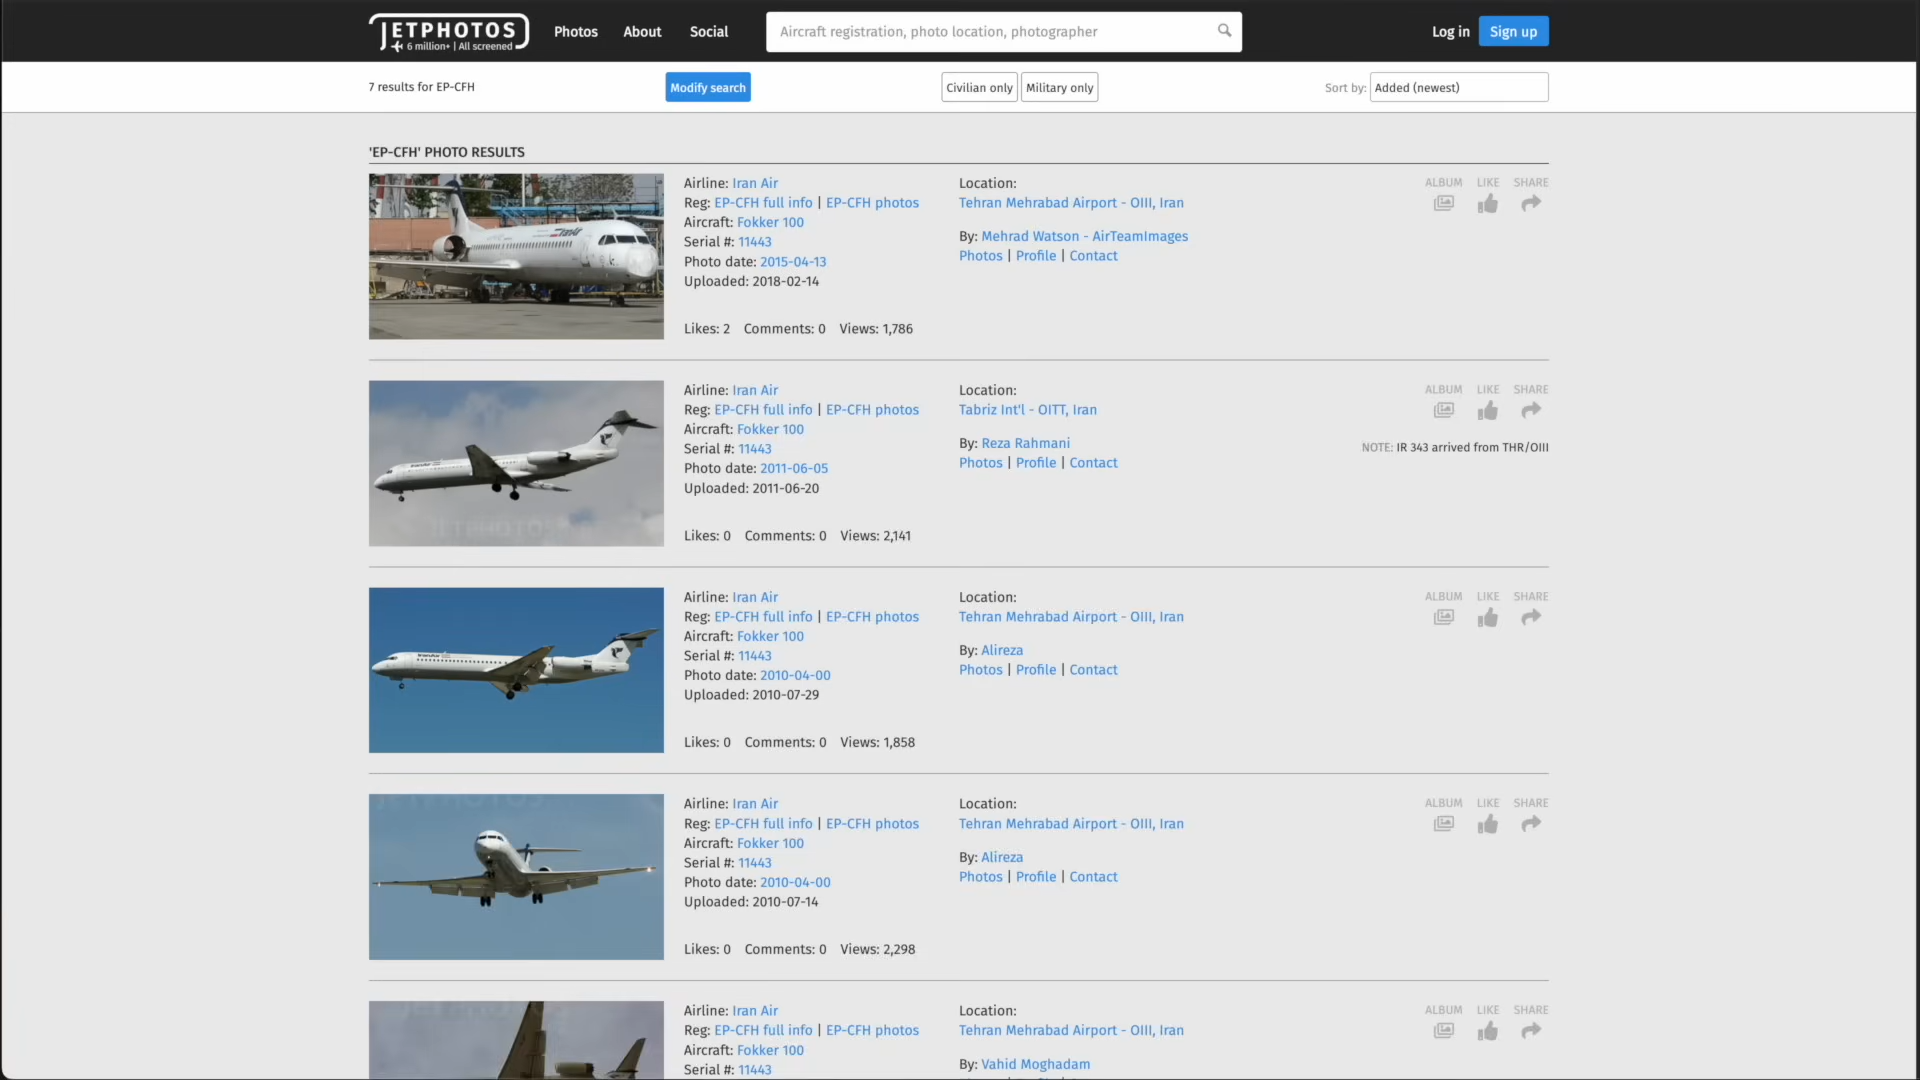 JETPHOTOS
6 million+ | All screened
Photos About Social
Aircraft registration, photo location, photographer
Log in Sign up
7 results for EP-CFH
Modify search
Civilian only Military only
Sort by: Added (newest)
'EP-CFH' PHOTO RESULTS
Airline: Iran Air
Reg: EP-CFH full info | EP-CFH photos
Aircraft: Fokker 100
Serial #: 11443
Photo date: 2015-04-13
Uploaded: 2018-02-14
Likes: 2 Comments: 0 Views: 1,786
Location:
Tehran Mehrabad Airport - OIII, Iran
By: Mehrad Watson - AirTeamImages
Photos | Profile | Contact
ALBUM LIKE SHARE
Airline: Iran Air
Reg: EP-CFH full info | EP-CFH photos
Aircraft: Fokker 100
Serial #: 11443
Photo date: 2011-06-05
Uploaded: 2011-06-20
Likes: 0 Comments: 0 Views: 2,141
Location:
Tabriz Int'l - OITT, Iran
By: Reza Rahmani
Photos | Profile | Contact
ALBUM LIKE SHARE
NOTE: IR 343 arrived from THR/OIII
Airline: Iran Air
Reg: EP-CFH full info | EP-CFH photos
Aircraft: Fokker 100
Serial #: 11443
Photo date: 2010-04-00
Uploaded: 2010-07-29
Likes: 0 Comments: 0 Views: 1,858
Location:
Tehran Mehrabad Airport - OIII, Iran
By: Alireza
Photos | Profile | Contact
ALBUM LIKE SHARE
Airline: Iran Air
Reg: EP-CFH full info | EP-CFH photos
Aircraft: Fokker 100
Serial #: 11443
Photo date: 2010-04-00
Uploaded: 2010-07-14
Likes: 0 Comments: 0 Views: 2,298
Location:
Tehran Mehrabad Airport - OIII, Iran
By: Alireza
Photos | Profile | Contact
ALBUM LIKE SHARE
Airline: Iran Air
Reg: EP-CFH full info | EP-CFH photos
Aircraft: Fokker 100
Serial #: 11443
Location:
Tehran Mehrabad Airport - OIII, Iran
By: Vahid Moghadam
ALBUM LIKE SHARE